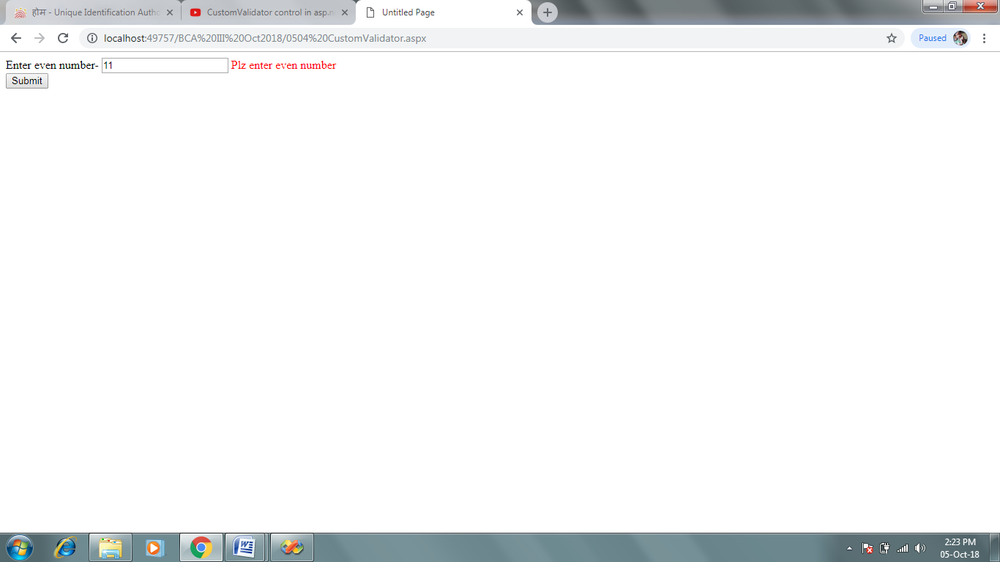 होम - Unique Identification Autho
CustomValidator control in asp.n
Untitled Page
localhost:49757/BCA%20III%20Oct2018/0504%20CustomValidator.aspx
Paused
Enter even number- 11 Plz enter even number
Submit
2:23 PM
05-Oct-18